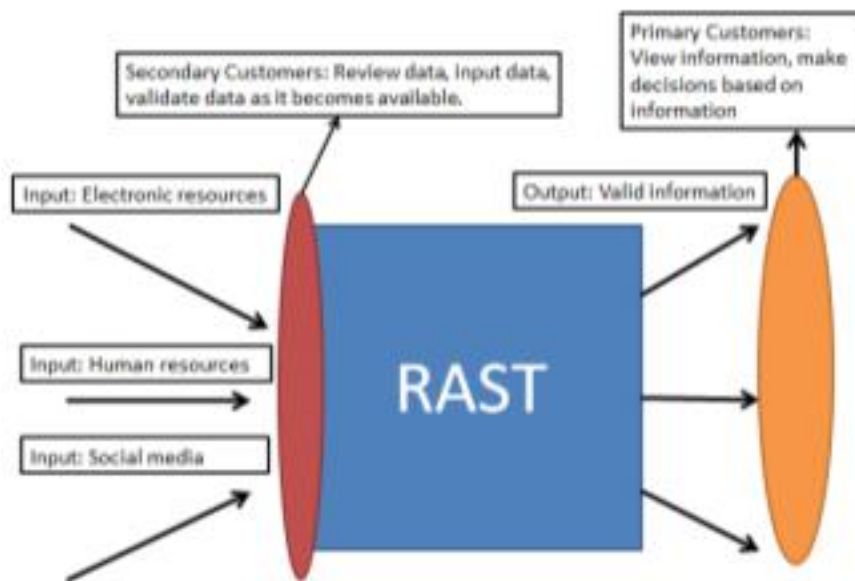 Primary Customers:
View information, make
decisions based on
information
Secondary Customers: Review data, input data,
validate data as it becomes available.
Input: Electronic resources
Output: Valid information
Input: Human resources
RAST
Input: Social media